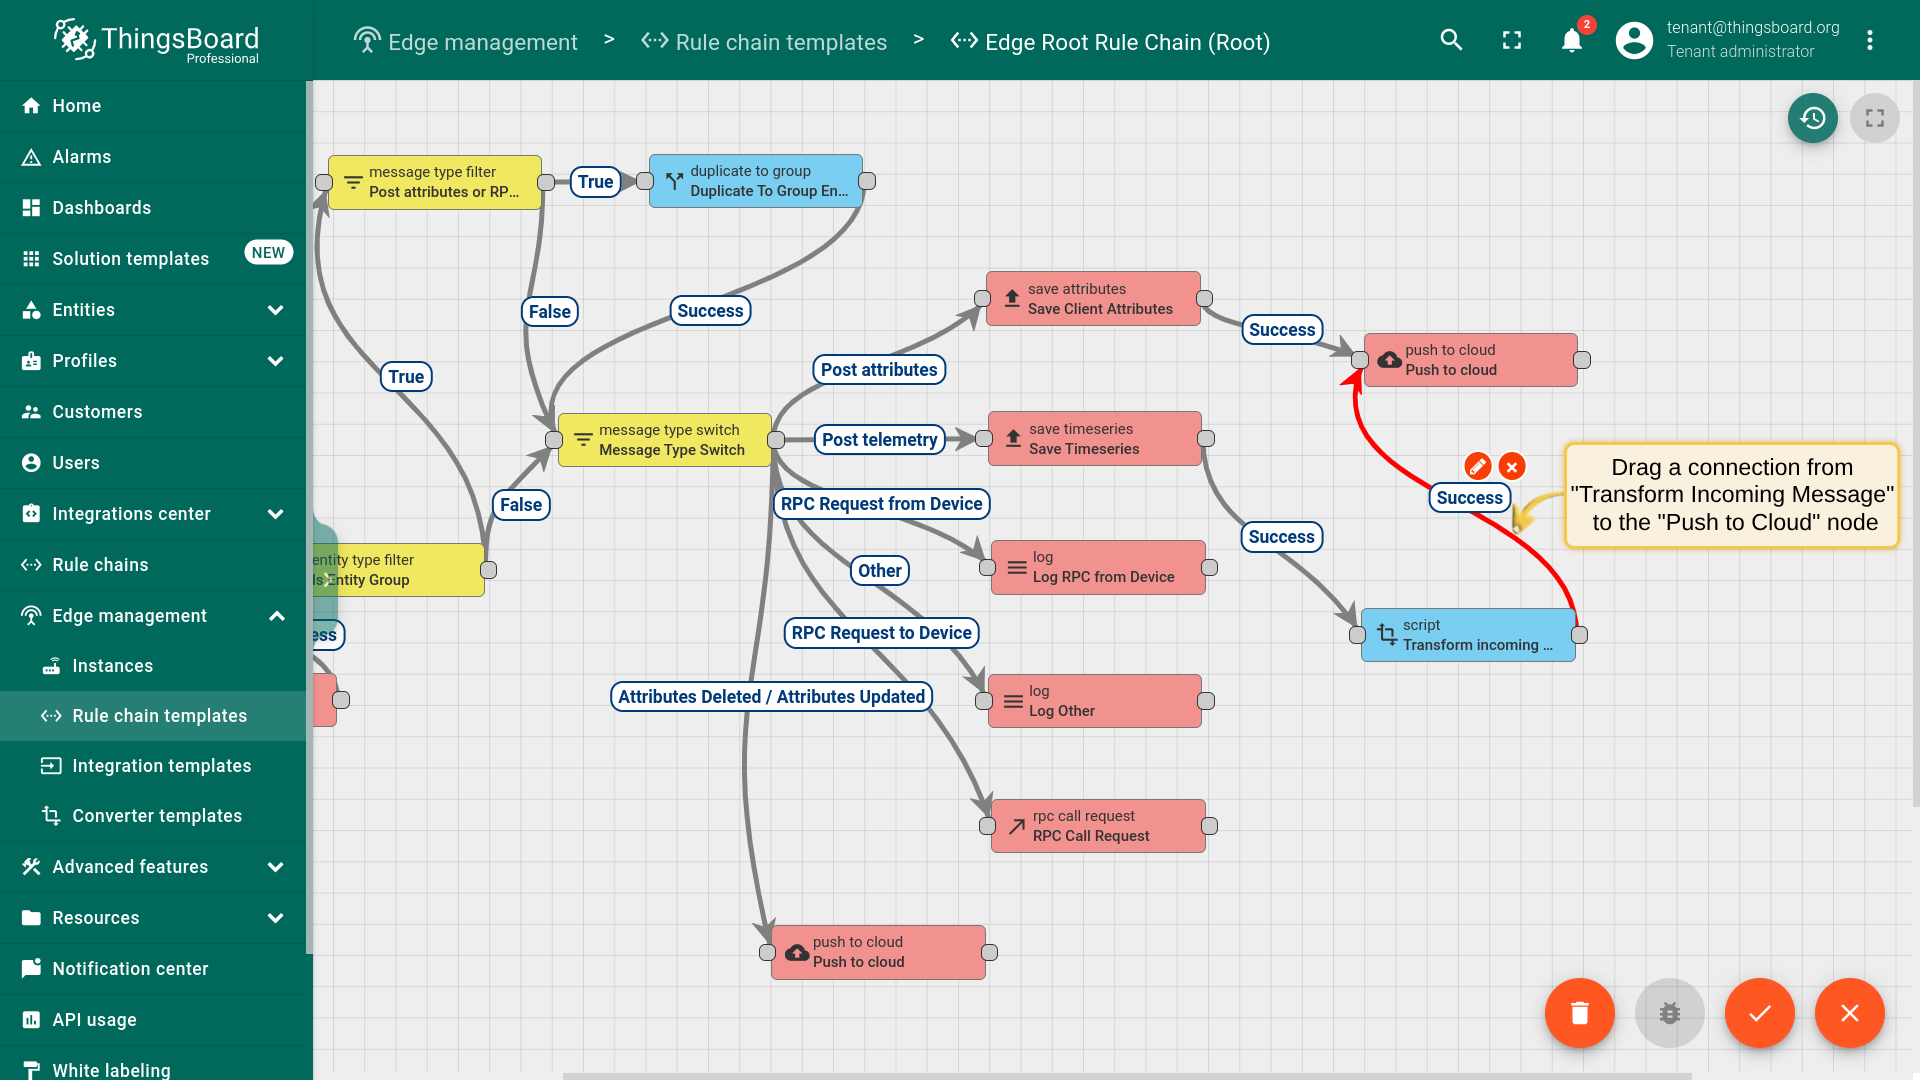 ThingsBoard
Professional
Edge management > Rule chain templates > Edge Root Rule Chain (Root)
2
tenant@thingsboard.org
Tenant administrator
Home
Alarms
Dashboards
Solution templates
NEW
Entities
Profiles
Customers
Users
Integrations center
Rule chains
Edge management
Instances
Rule chain templates
Integration templates
Converter templates
Advanced features
Resources
Notification center
API usage
White labeling
message type filter
Post attributes or RP...
True
duplicate to group
Duplicate To Group En...
False
Success
True
save attributes
Save Client Attributes
Success
push to cloud
Push to cloud
Post attributes
message type switch
Message Type Switch
Post telemetry
save timeseries
Save Timeseries
Drag a connection from
"Transform Incoming Message"
to the "Push to Cloud" node
Success
False
RPC Request from Device
Success
entity type filter
Is Entity Group
Other
log
Log RPC from Device
ess
RPC Request to Device
script
Transform incoming ...
Attributes Deleted / Attributes Updated
log
Log Other
rpc call request
RPC Call Request
push to cloud
Push to cloud